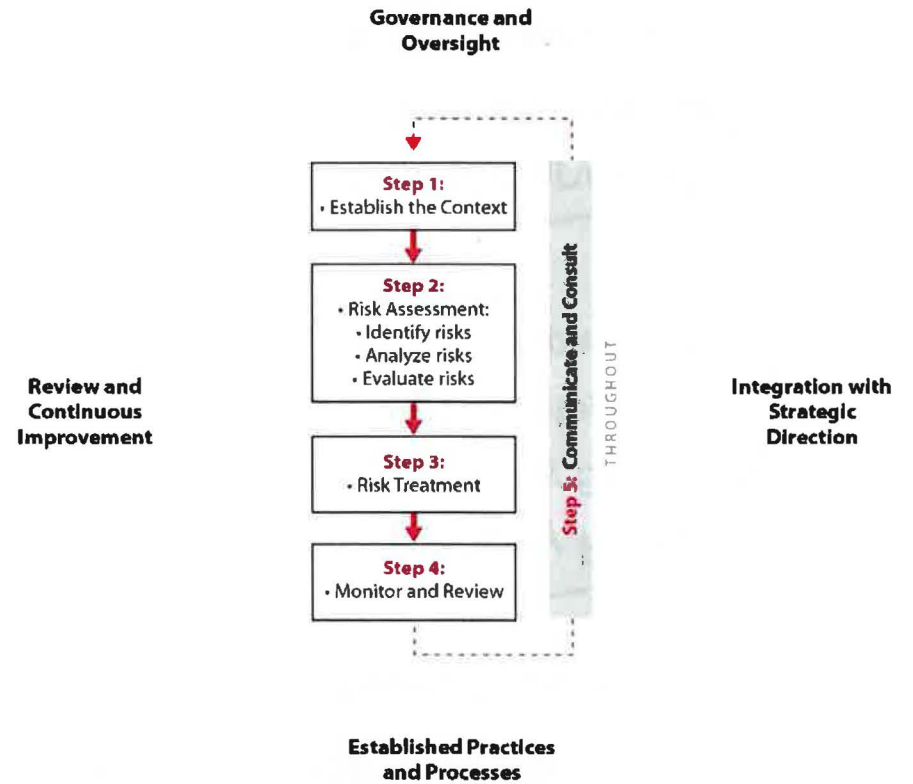 Governance and
Oversight
Step 1:
• Establish the Context
Step 2:
• Risk Assessment:
• Identify risks
• Analyze risks
• Evaluate risks
Step 3:
• Risk Treatment
Step 4:
• Monitor and Review
Step 5: Communicate and Consult
THROUGHOUT
Review and
Continuous
Improvement
Integration with
Strategic
Direction
Established Practices
and Processes